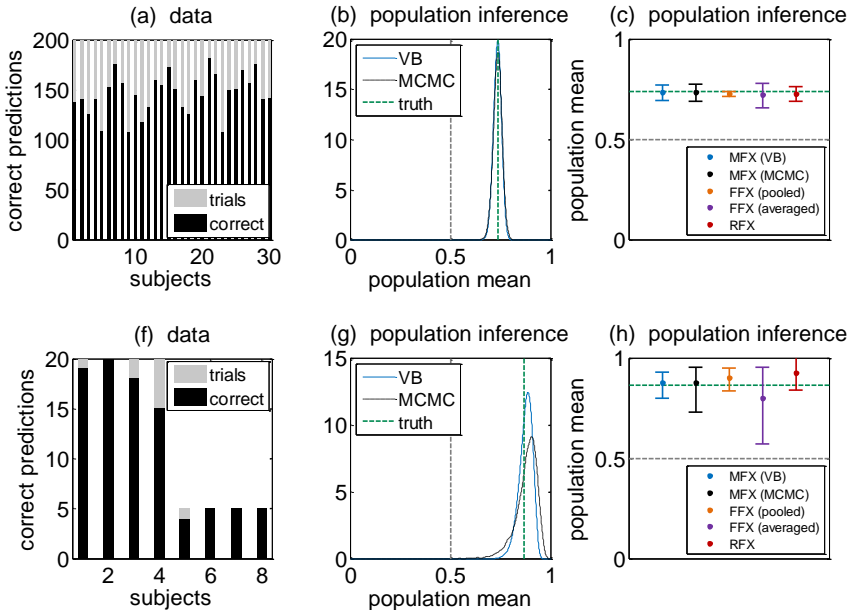 (a) data
200
150
100
50
0
correct predictions
trials
correct
10 20 30
subjects
(b) population inference
20
15
10
5
0
VB
MCMC
truth
0 0.5 1
population mean
(c) population inference
1
0.5
0
population mean
MFX (VB)
MFX (MCMC)
FFX (pooled)
FFX (averaged)
RFX
(f) data
20
15
10
5
0
correct predictions
trials
correct
2 4 6 8
subjects
(g) population inference
15
10
5
0
VB
MCMC
truth
0 0.5 1
population mean
(h) population inference
1
0.5
0
population mean
MFX (VB)
MFX (MCMC)
FFX (pooled)
FFX (averaged)
RFX